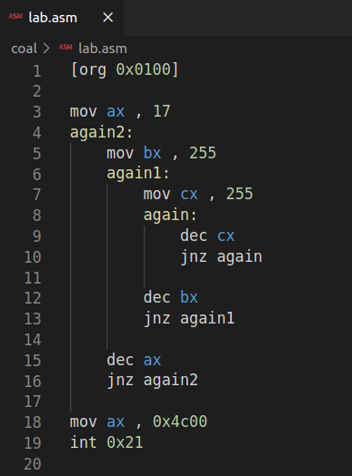 ASM lab.asm ×
coal > ASM lab.asm
1 [org 0x0100]
2
3 mov ax , 17
4 again2:
5 mov bx , 255
6 again1:
7 mov cx , 255
8 again:
9 dec cx
10 jnz again
11
12 dec bx
13 jnz again1
14
15 dec ax
16 jnz again2
17
18 mov ax , 0x4c00
19 int 0x21
20